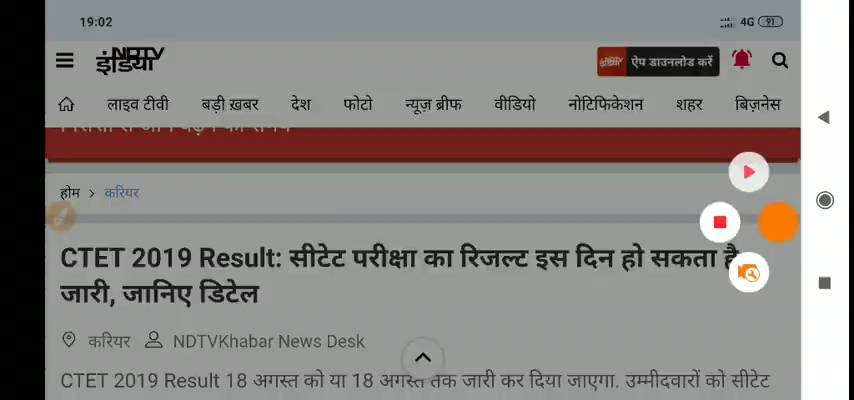 19:02
4G 91
NDTV
इंडिया
ऐप डाउनलोड करें
लाइव टीवी बड़ी ख़बर देश फोटो न्यूज़ ब्रीफ वीडियो नोटिफिकेशन शहर बिज़नेस
होम > करियर
CTET 2019 Result: सीटेट परीक्षा का रिजल्ट इस दिन हो सकता है
जारी, जानिए डिटेल
करियर NDTVKhabar News Desk
CTET 2019 Result 18 अगस्त को या 18 अगस्त तक जारी कर दिया जाएगा. उम्मीदवारों को सीटेट